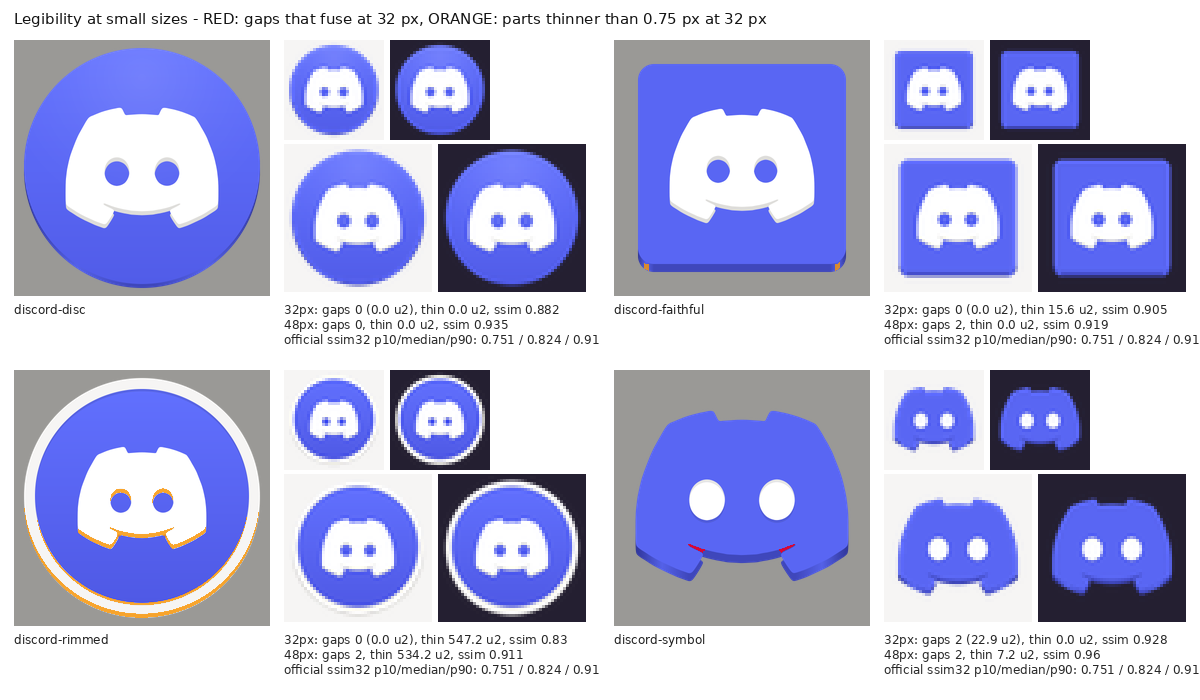 Legibility at small sizes - RED: gaps that fuse at 32 px, ORANGE: parts thinner than 0.75 px at 32 px
discord-disc
32px: gaps 0 (0.0 u2), thin 0.0 u2, ssim 0.882
48px: gaps 0, thin 0.0 u2, ssim 0.935
official ssim32 p10/median/p90: 0.751 / 0.824 / 0.91
discord-faithful
32px: gaps 0 (0.0 u2), thin 15.6 u2, ssim 0.905
48px: gaps 2, thin 0.0 u2, ssim 0.919
official ssim32 p10/median/p90: 0.751 / 0.824 / 0.91
discord-rimmed
32px: gaps 0 (0.0 u2), thin 547.2 u2, ssim 0.83
48px: gaps 2, thin 534.2 u2, ssim 0.911
official ssim32 p10/median/p90: 0.751 / 0.824 / 0.91
discord-symbol
32px: gaps 2 (22.9 u2), thin 0.0 u2, ssim 0.928
48px: gaps 2, thin 7.2 u2, ssim 0.96
official ssim32 p10/median/p90: 0.751 / 0.824 / 0.91